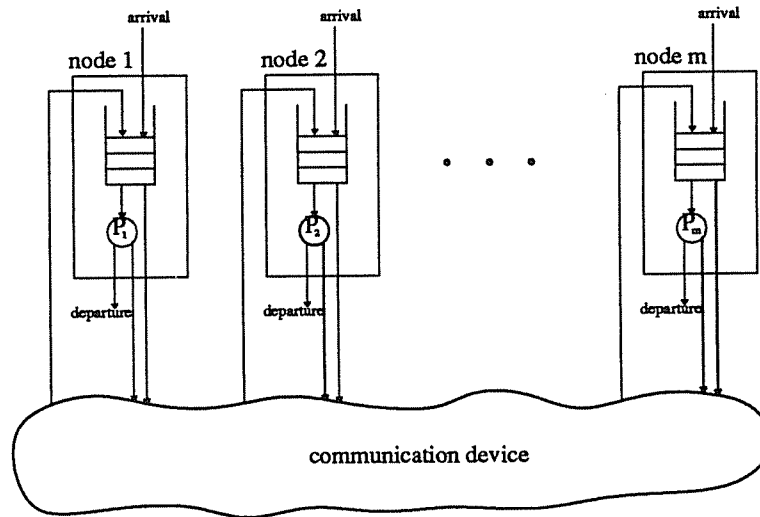 arrival
arrival
arrival
node 1
node 2
node m
P1
P2
Pm
departure
departure
departure
communication device